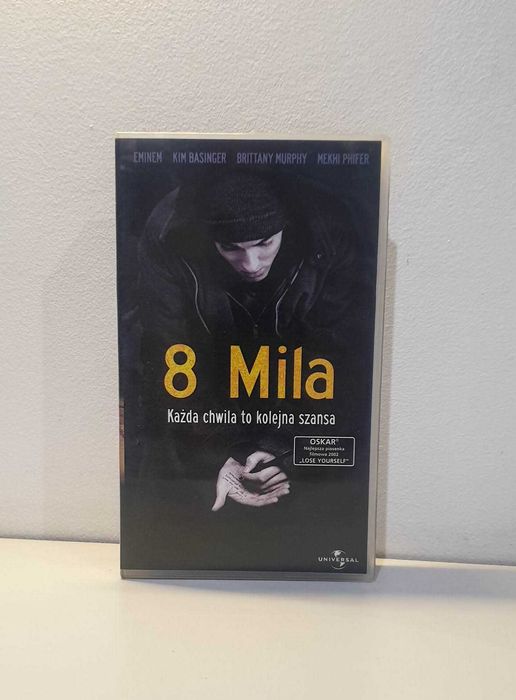 EMINEM KIM BASINGER BRITTANY MURPHY MEKHI PHIFER
8 Mila
Każda chwila to kolejna szansa
OSKAR®
Najlepsza piosenka
filmowa 2002
„LOSE YOURSELF”
UNIVERSAL